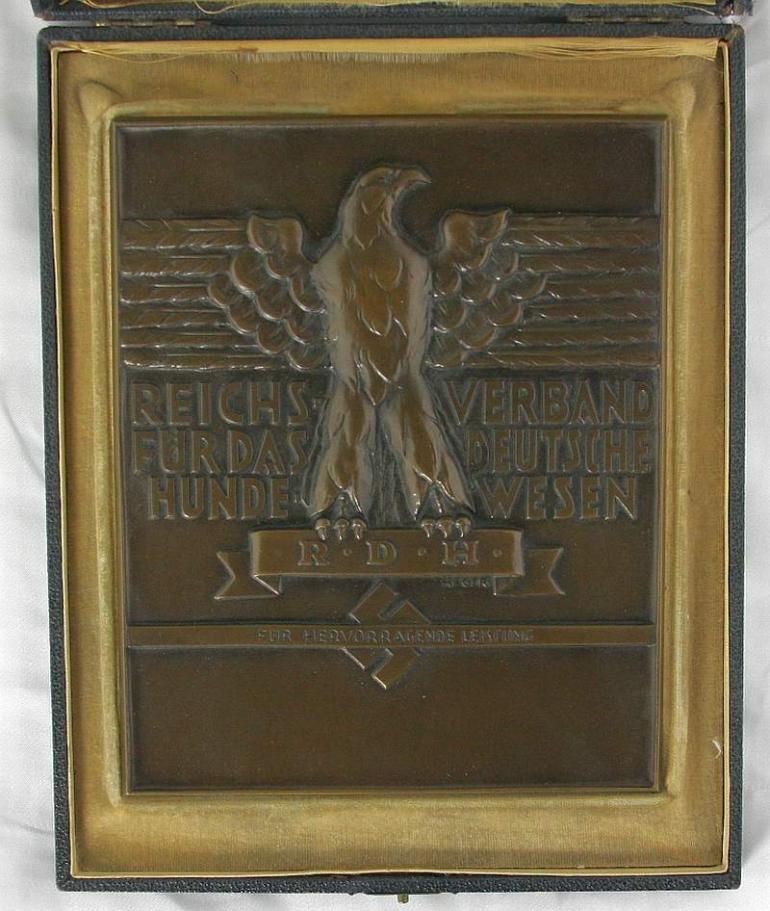 REICHS- VERBAND
FÜR DAS DEUTSCHE
HUNDE- WESEN
R · D · H ·
FÜR HERVORRAGENDE LEISTUNG